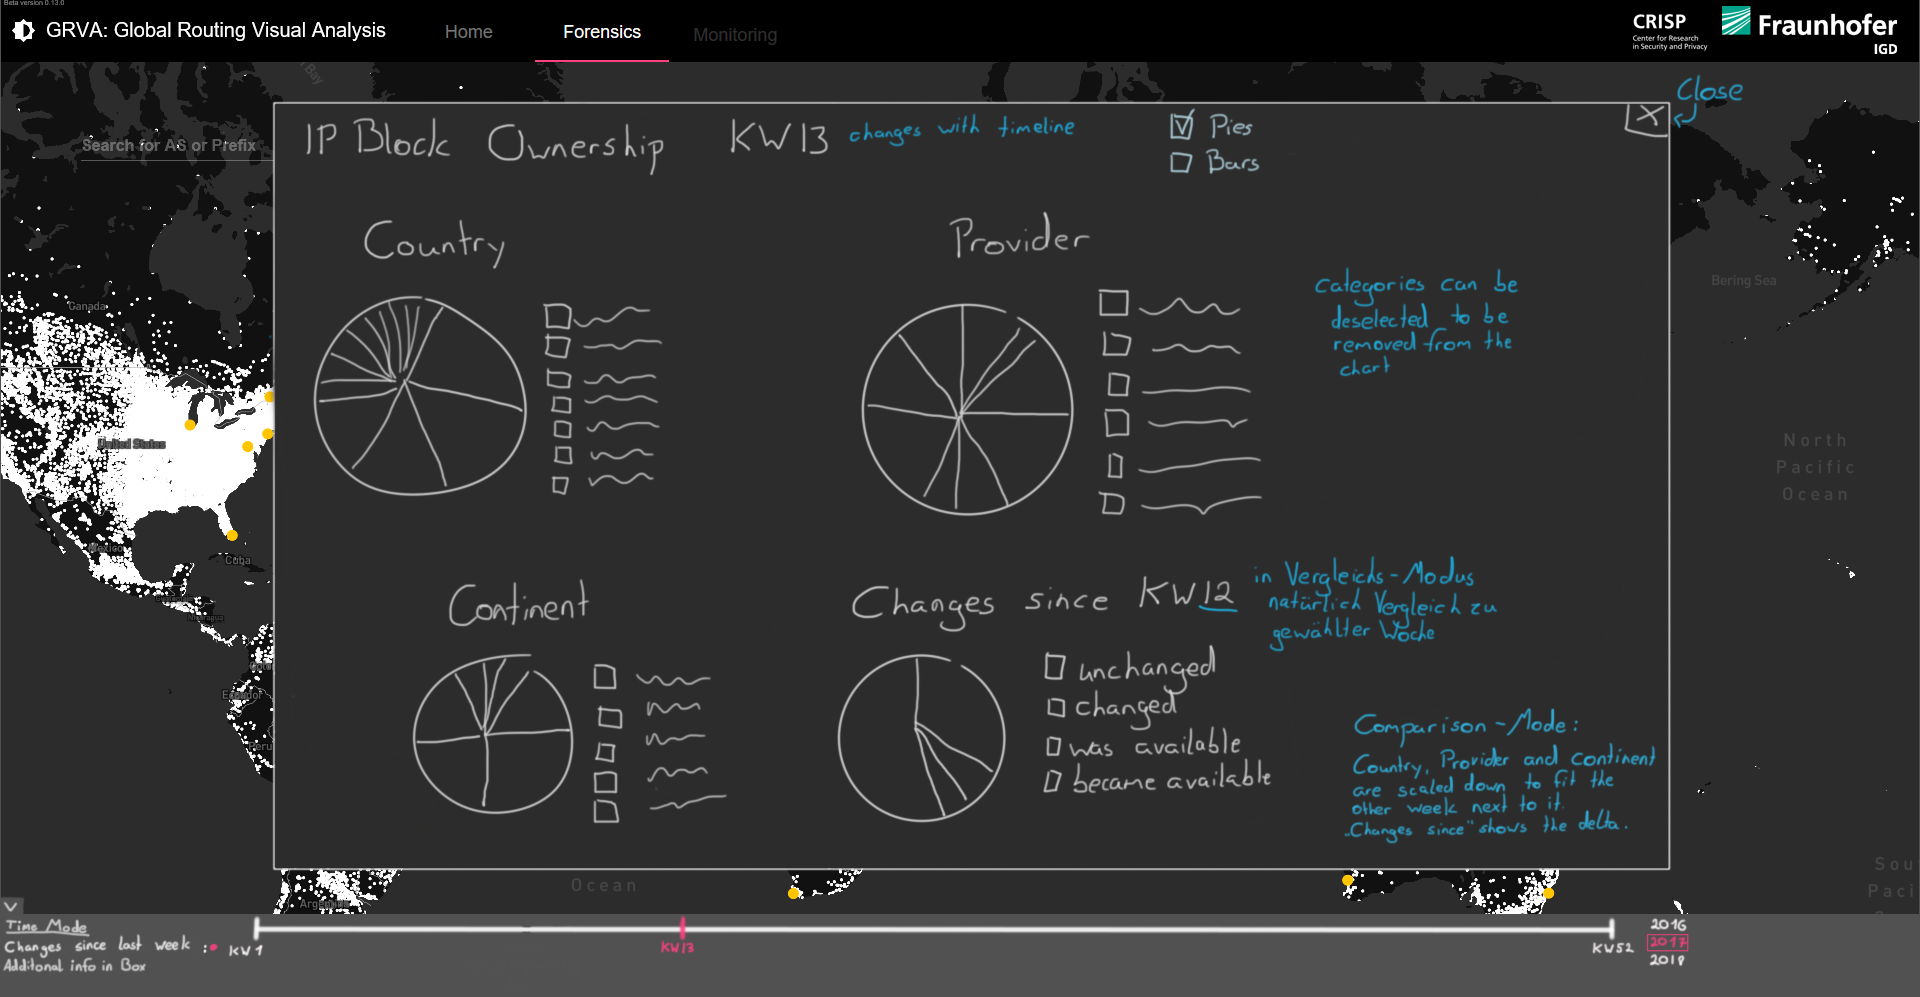 Beta version 0.13.0
GRVA: Global Routing Visual Analysis
Home
Forensics
Monitoring
CRISP
Center for Research
in Security and Privacy
Fraunhofer
IGD
Close
Search for AS or Prefix
IP Block Ownership KW13
changes with timeline
X
Pies
Bars
Country
Provider
categories can be
deselected to be
removed from the
chart
Continent
Changes since KW12
in Vergleichs-Modus
natürlich Vergleich zu
gewählter Woche
unchanged
changed
was available
became available
Comparison-Mode:
Country, Provider and continent
are scaled down to fit the
other week next to it.
„Changes since" shows the delta.
Bay
Canada
United States
Mexico
Cuba
Nicaragua
Ecuador
Peru
Bering Sea
North
Pacific
Ocean
Ocean
Sou
Paci
Time Mode
Changes since last week :
Additonal info in Box
KW1
KW13
KW52
2016
2017
2018